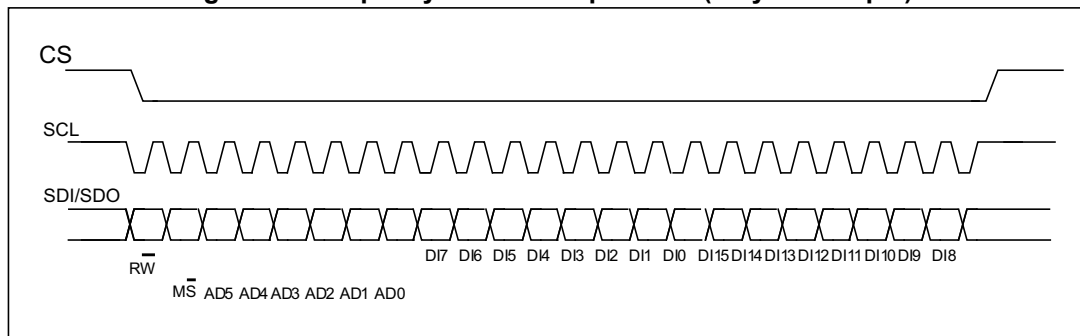 CS
SCL
SDI/SDO
DI7 DI6 DI5 DI4 DI3 DI2 DI1 DI0 DI15 DI14 DI13 DI12 DI11 DI10 DI9 DI8
RW
MS AD5 AD4 AD3 AD2 AD1 AD0